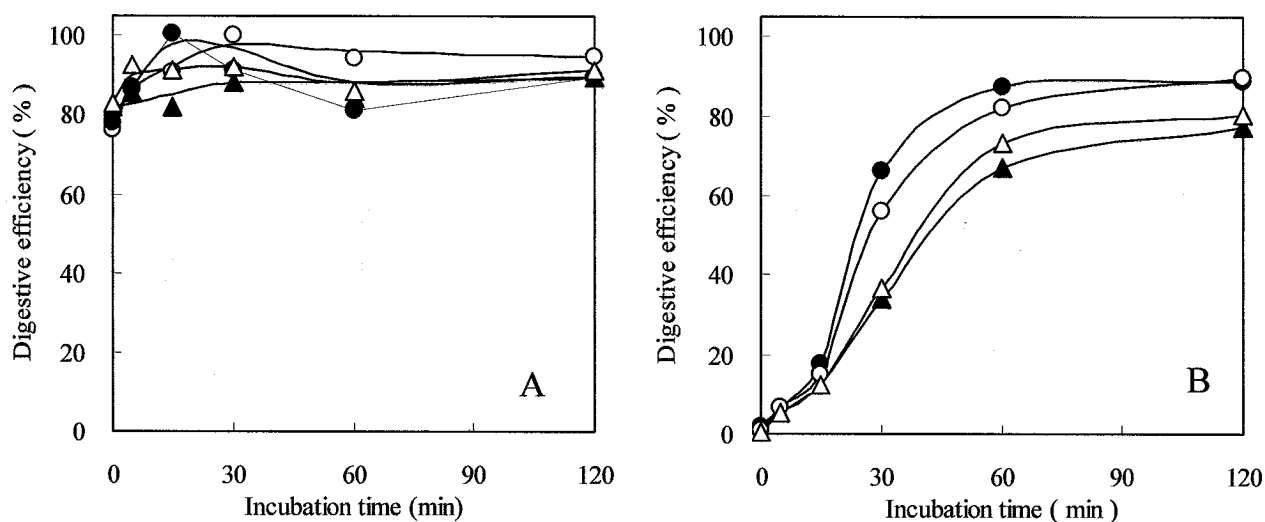 100
80
60
40
20
0
Digestive efficiency ( % )
A
0 30 60 90 120
Incubation time (min)
100
80
60
40
20
0
Digestive efficiency (%)
B
0 30 60 90 120
Incubation time ( min )